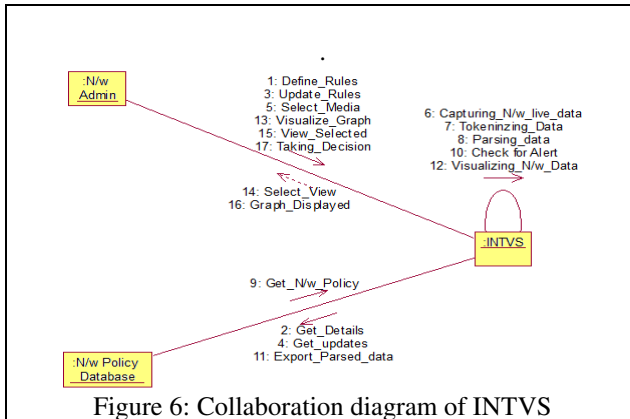 :N/w
Admin
1: Define_Rules
3: Update_Rules
5: Select_Media
13: Visualize_Graph
15: View_Selected
17: Taking_Decision
14: Select_View
16: Graph_Displayed
6: Capturing_N/w_live_data
7: Tokeninzing_Data
8: Parsing_data
10: Check for Alert
12: Visualizing_N/w_Data
:INTVS
9: Get_N/w_Policy
2: Get_Details
4: Get_updates
11: Export_Parsed_data
:N/w Policy
Database
Figure 6: Collaboration diagram of INTVS